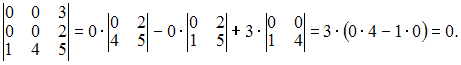 |0 0 3; 0 0 2; 1 4 5| = 0·|0 2; 4 5| − 0·|0 2; 1 5| + 3·|0 0; 1 4| = 3·(0·4−1·0) = 0.